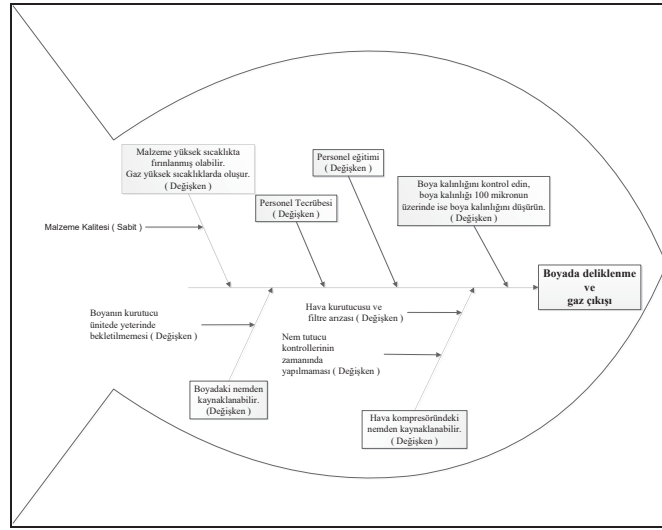 Malzeme yüksek sıcaklıkta
fırınlanmış olabilir.
Gaz yüksek sıcaklıklarda oluşur.
( Değişken )
Personel eğitimi
( Değişken )
Personel Tecrübesi
( Değişken )
Boya kalınlığını kontrol edin,
boya kalınlığı 100 mikronun
üzerinde ise boya kalınlığını düşürün.
( Değişken )
Malzeme Kalitesi ( Sabit )
Boyada deliklenme
ve
gaz çıkışı
Boyanın kurutucu
ünitede yeterinde
bekletilmemesi ( Değişken )
Hava kurutucusu ve
filtre arızası ( Değişken )
Nem tutucu
kontrollerinin
zamanında
yapılmaması ( Değişken )
Boyadaki nemden
kaynaklanabilir.
(Değişken )
Hava kompresöründeki
nemden kaynaklanabilir.
( Değişken )